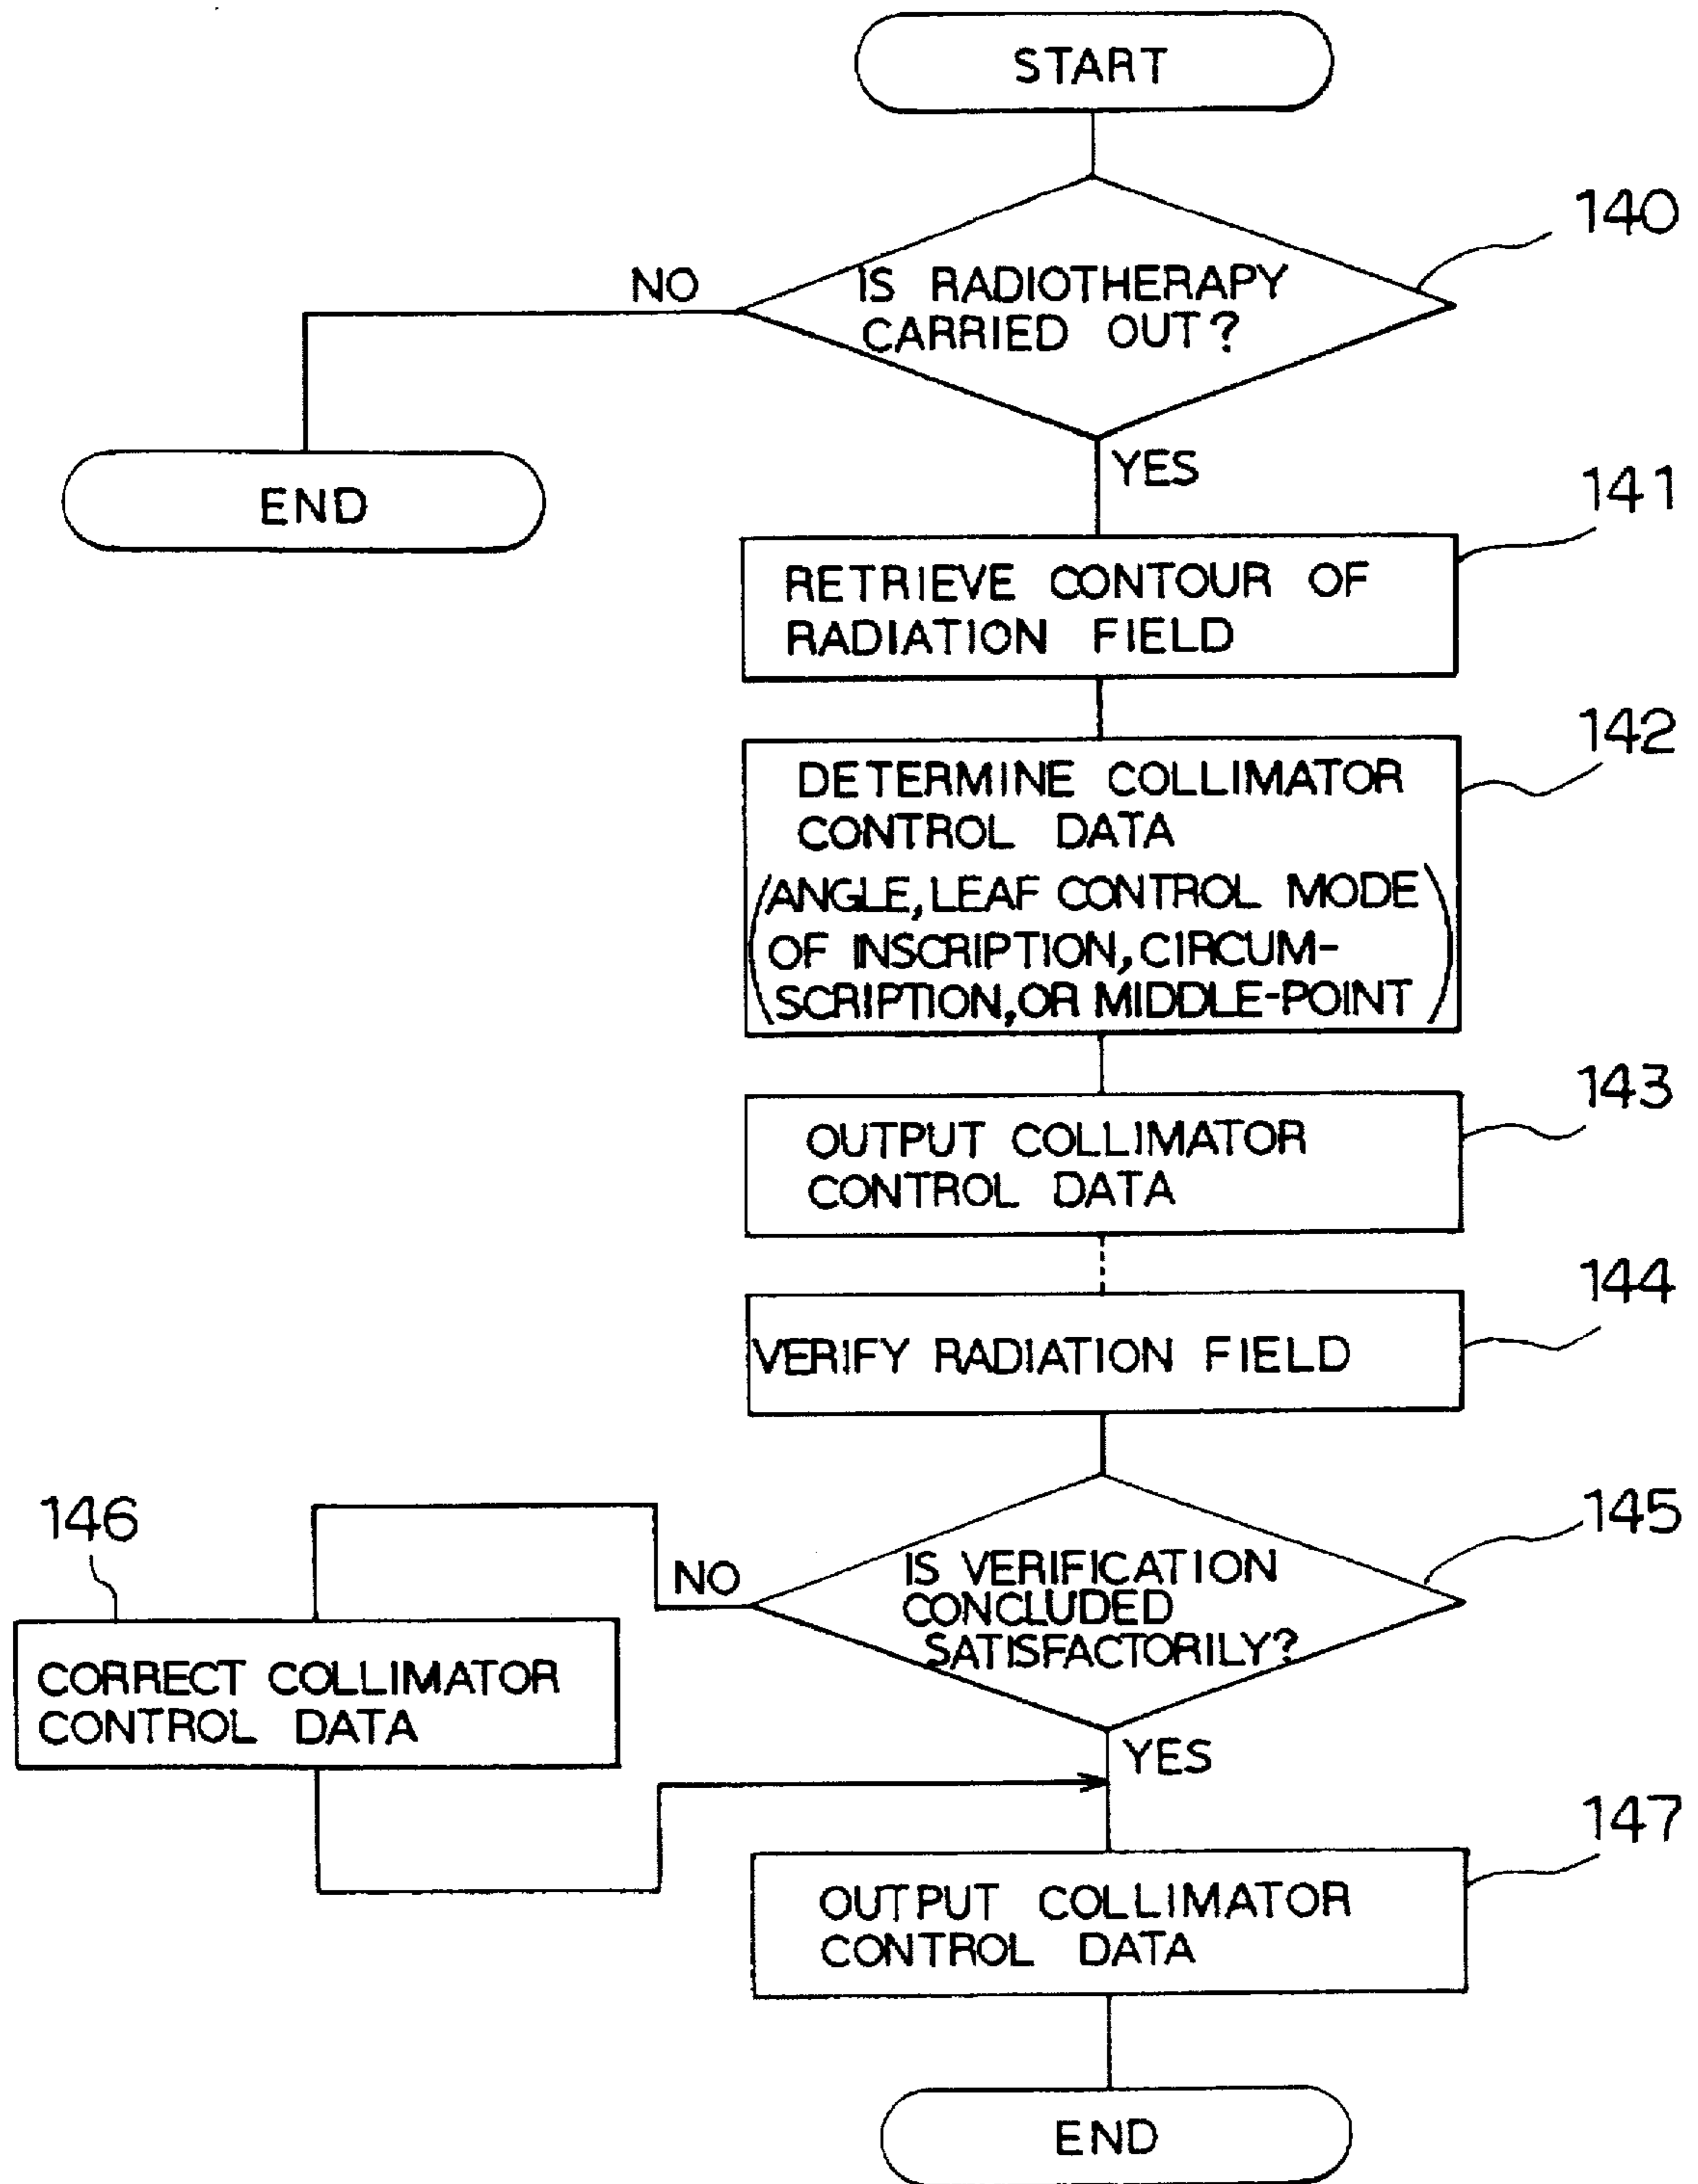 START
140
NO
IS RADIOTHERAPY
CARRIED OUT?
YES
END
141
RETRIEVE CONTOUR OF
RADIATION FIELD
142
DETERMINE COLLIMATOR
CONTROL DATA
(ANGLE, LEAF CONTROL MODE
OF INSCRIPTION, CIRCUM-
SCRIPTION, OR MIDDLE-POINT)
143
OUTPUT COLLIMATOR
CONTROL DATA
144
VERIFY RADIATION FIELD
145
146
NO
IS VERIFICATION
CONCLUDED
SATISFACTORILY?
CORRECT COLLIMATOR
CONTROL DATA
YES
147
OUTPUT COLLIMATOR
CONTROL DATA
END